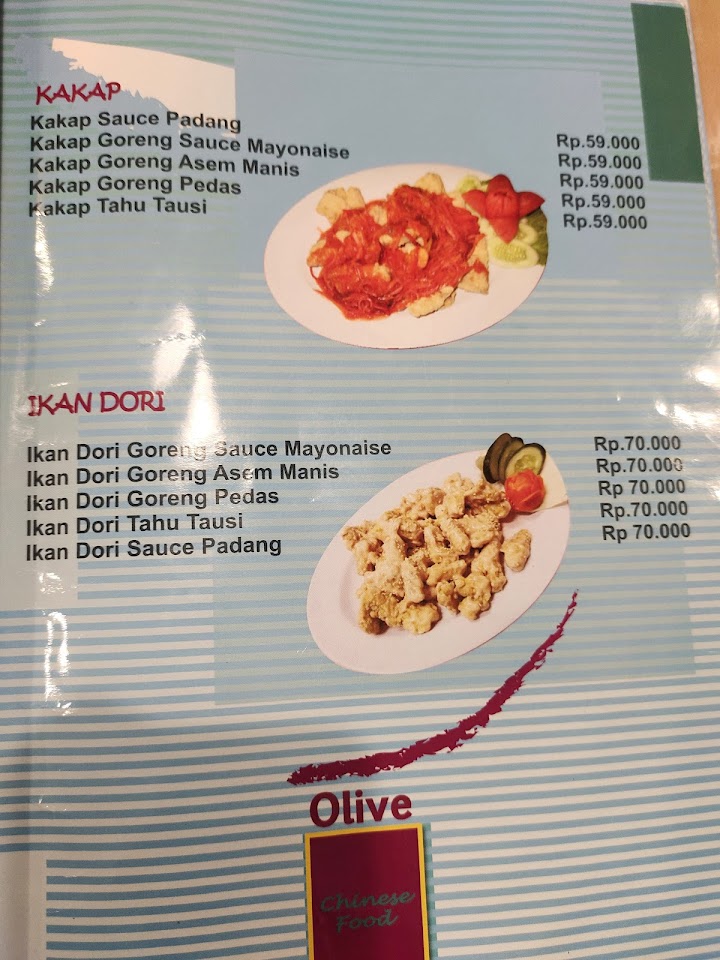 KAKAP
Kakap Sauce Padang Rp.59.000
Kakap Goreng Sauce Mayonaise Rp.59.000
Kakap Goreng Asem Manis Rp.59.000
Kakap Goreng Pedas Rp.59.000
Kakap Tahu Tausi Rp.59.000
IKAN DORI
Ikan Dori Goreng Sauce Mayonaise Rp.70.000
Ikan Dori Goreng Asem Manis Rp.70.000
Ikan Dori Goreng Pedas Rp 70.000
Ikan Dori Tahu Tausi Rp.70.000
Ikan Dori Sauce Padang Rp 70.000
Olive
Chinese
Food